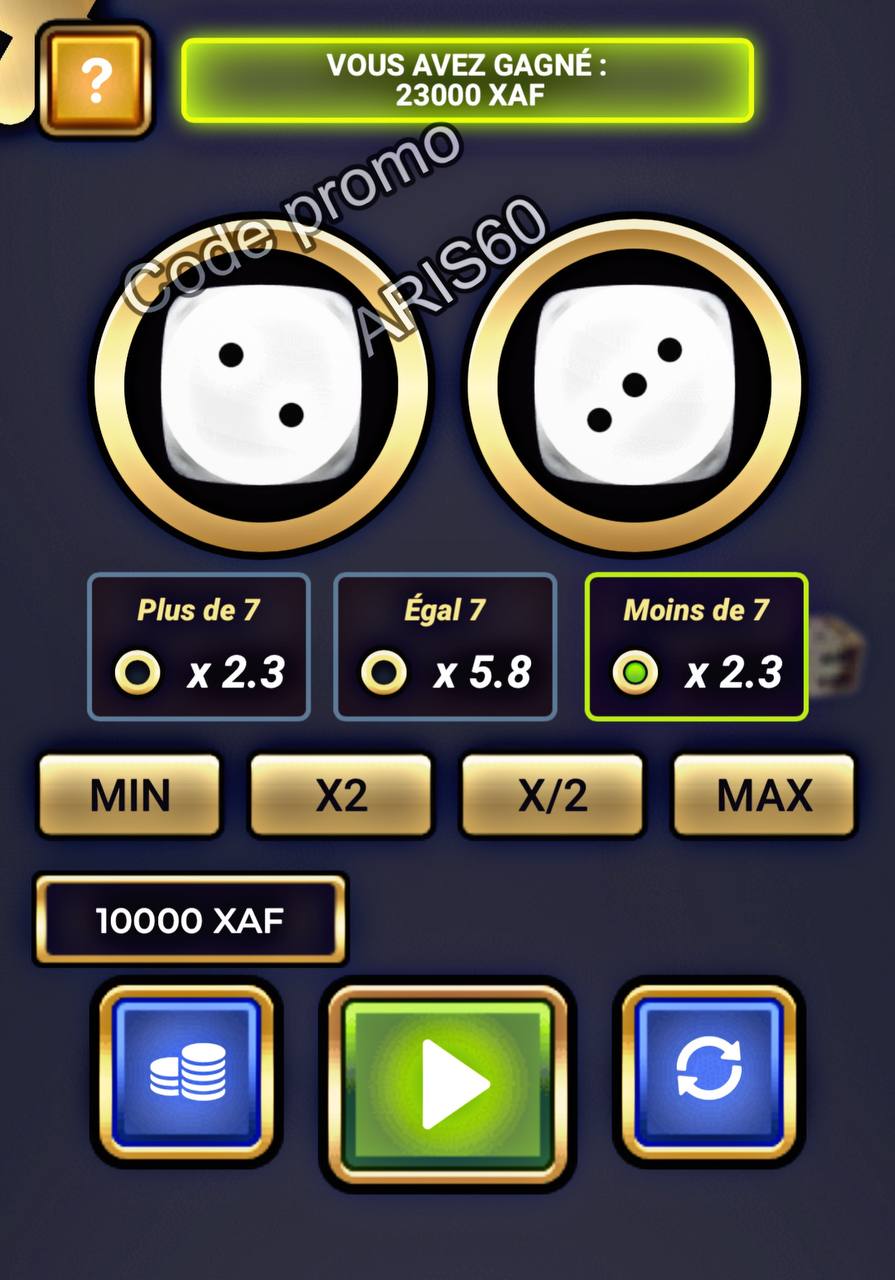 ?
VOUS AVEZ GAGNÉ :
23000 XAF
Code promo
ARIS60
Plus de 7
x 2.3
Égal 7
x 5.8
Moins de 7
x 2.3
MIN
X2
X/2
MAX
10000 XAF